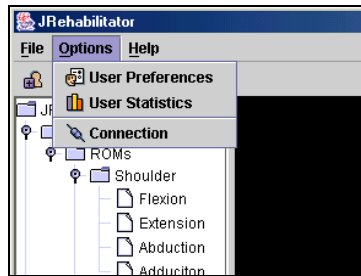 JRehabilitator
File Options Help
User Preferences
User Statistics
Connection
ROMs
Shoulder
Flexion
Extension
Abduction
Adduciton